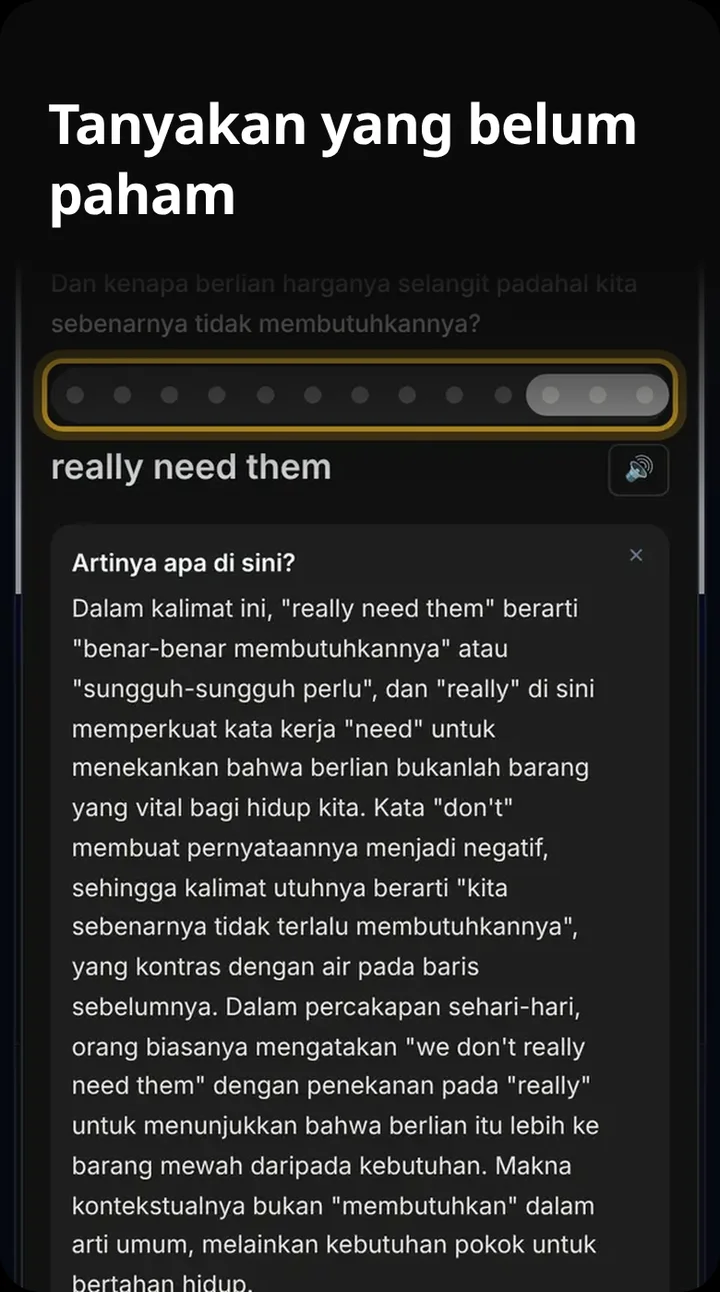 Tanyakan yang belum
paham
Dan kenapa berlian harganya selangit padahal kita
sebenarnya tidak membutuhkannya?
really need them
Artinya apa di sini?
Dalam kalimat ini, "really need them" berarti
"benar-benar membutuhkannya" atau
"sungguh-sungguh perlu", dan "really" di sini
memperkuat kata kerja "need" untuk
menekankan bahwa berlian bukanlah barang
yang vital bagi hidup kita. Kata "don't"
membuat pernyataannya menjadi negatif,
sehingga kalimat utuhnya berarti "kita
sebenarnya tidak terlalu membutuhkannya",
yang kontras dengan air pada baris
sebelumnya. Dalam percakapan sehari-hari,
orang biasanya mengatakan "we don't really
need them" dengan penekanan pada "really"
untuk menunjukkan bahwa berlian itu lebih ke
barang mewah daripada kebutuhan. Makna
kontekstualnya bukan "membutuhkan" dalam
arti umum, melainkan kebutuhan pokok untuk
bertahan hidup.